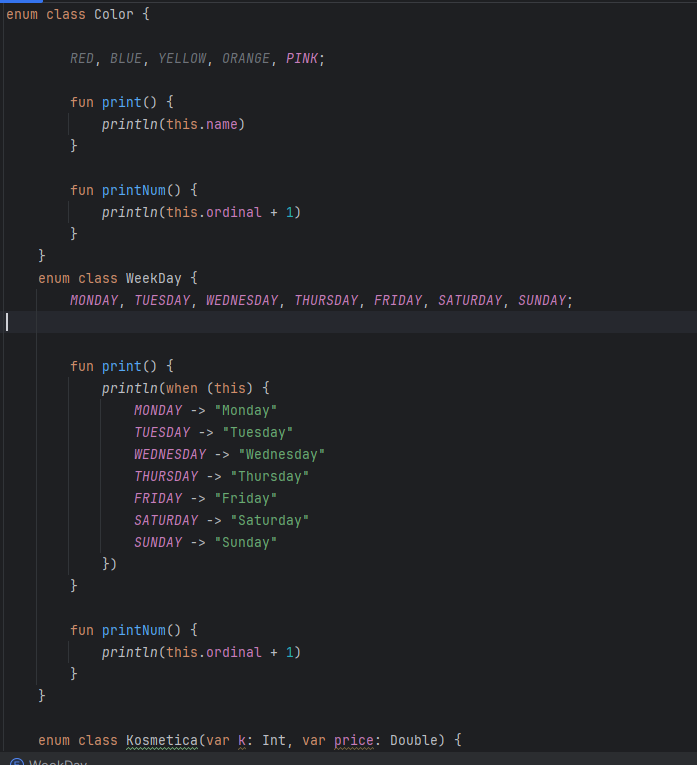 enum class Color {
RED, BLUE, YELLOW, ORANGE, PINK;
fun print() {
println(this.name)
}
fun printNum() {
println(this.ordinal + 1)
}
}
enum class WeekDay {
MONDAY, TUESDAY, WEDNESDAY, THURSDAY, FRIDAY, SATURDAY, SUNDAY;
fun print() {
println(when (this) {
MONDAY -> "Monday"
TUESDAY -> "Tuesday"
WEDNESDAY -> "Wednesday"
THURSDAY -> "Thursday"
FRIDAY -> "Friday"
SATURDAY -> "Saturday"
SUNDAY -> "Sunday"
})
}
fun printNum() {
println(this.ordinal + 1)
}
}
enum class Kosmetica(var k: Int, var price: Double) {
WeekDay